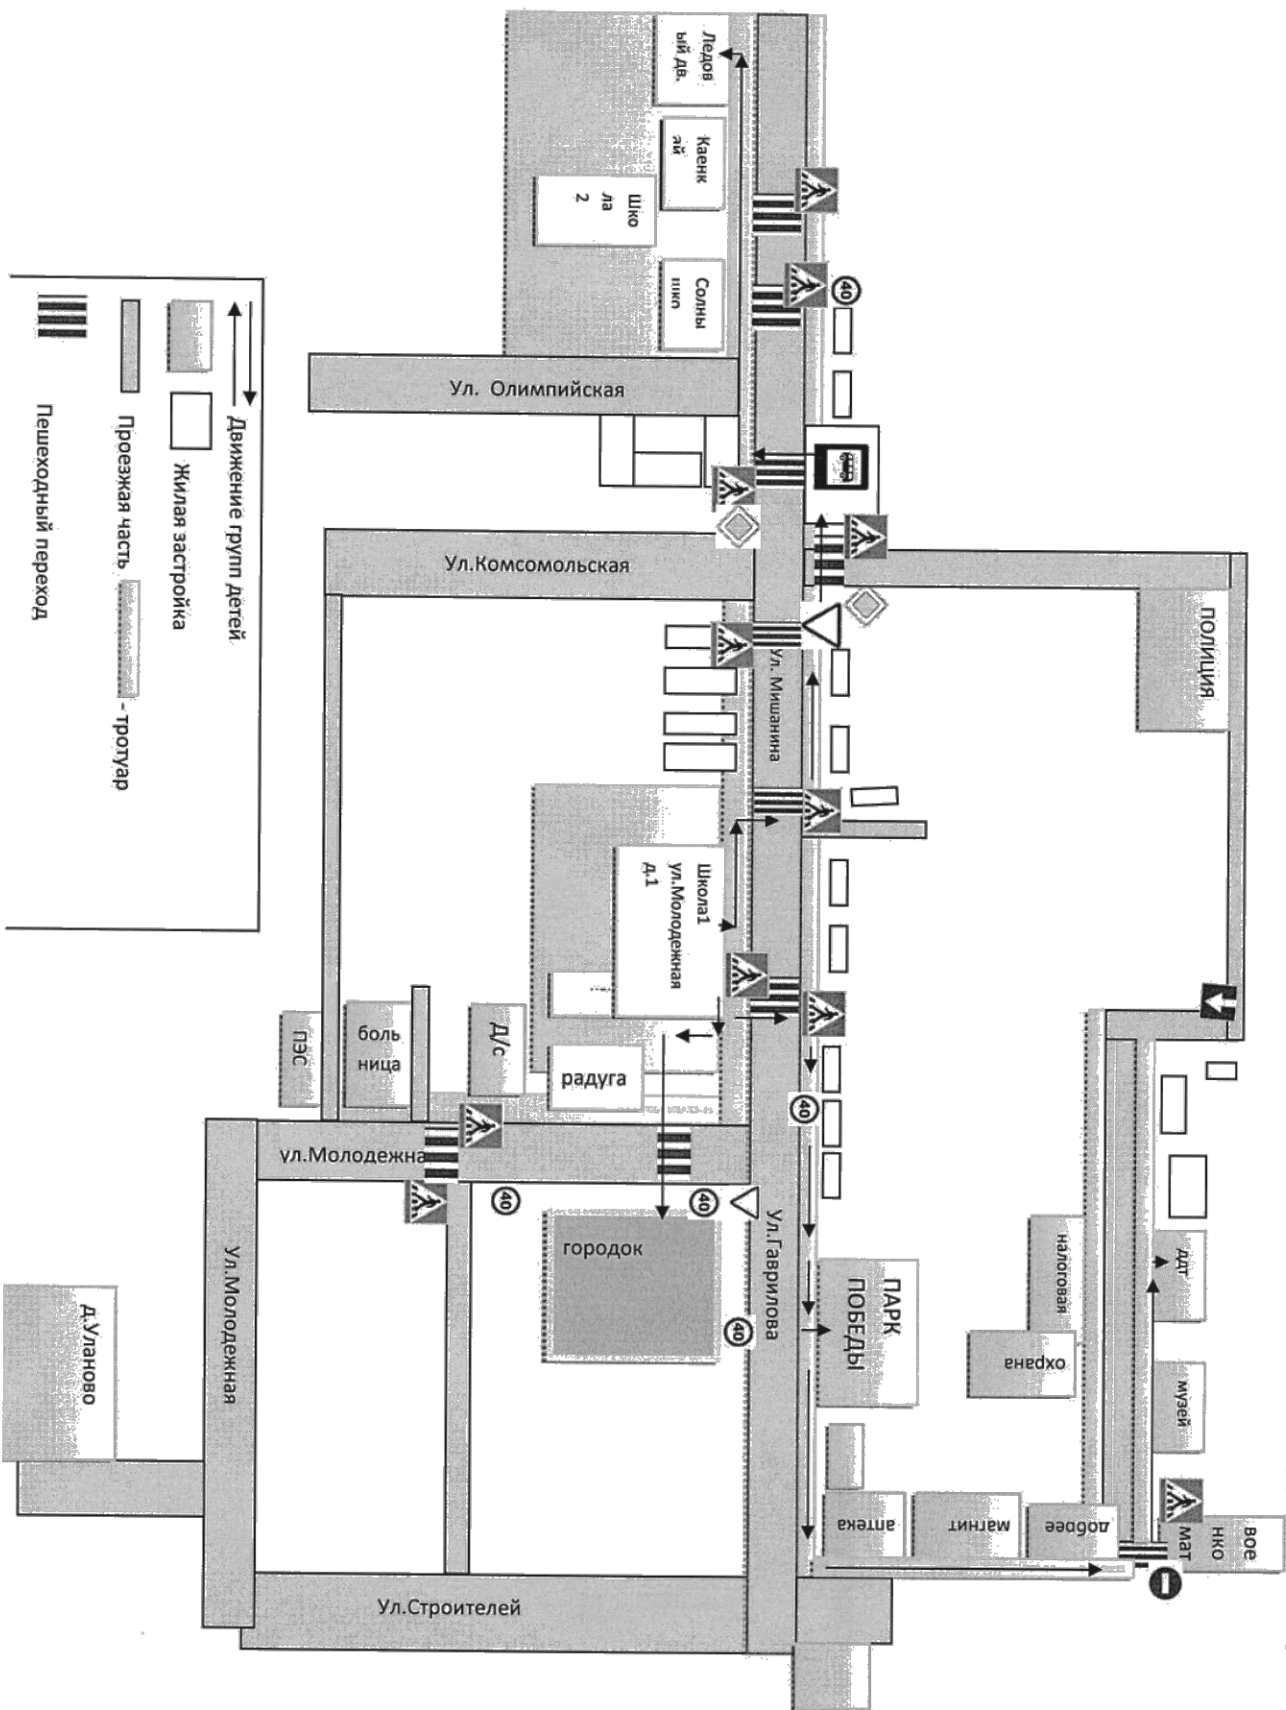 Ледов
ый дв.
Каенк
ай
Шко
ла
2
Солны
шко
40
Ул. Олимпийская
Ул.Комсомольская
ПОЛИЦИЯ
Ул. Мишанина
Школа1
ул.Молодежная
д.1
радуга
Д/с
боль
ница
ПЭС
ул.Молодежна
40
40
40
40
городок
Ул.Гаврилова
ПАРК
ПОБЕДЫ
налоговая
охрана
ддт
музей
вое
нко
мат
аптека
магнит
добрее
Ул.Молодежная
д.Уланово
Ул.Строителей
Движение групп детей
Жилая застройка
Проезжая часть
- тротуар
Пешеходный переход